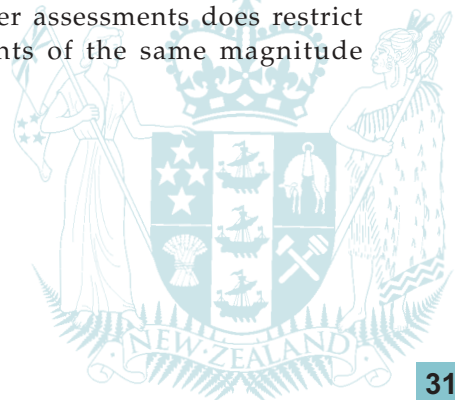 er assessments does restrict
nts of the same magnitude
NEW·ZEALAND
31